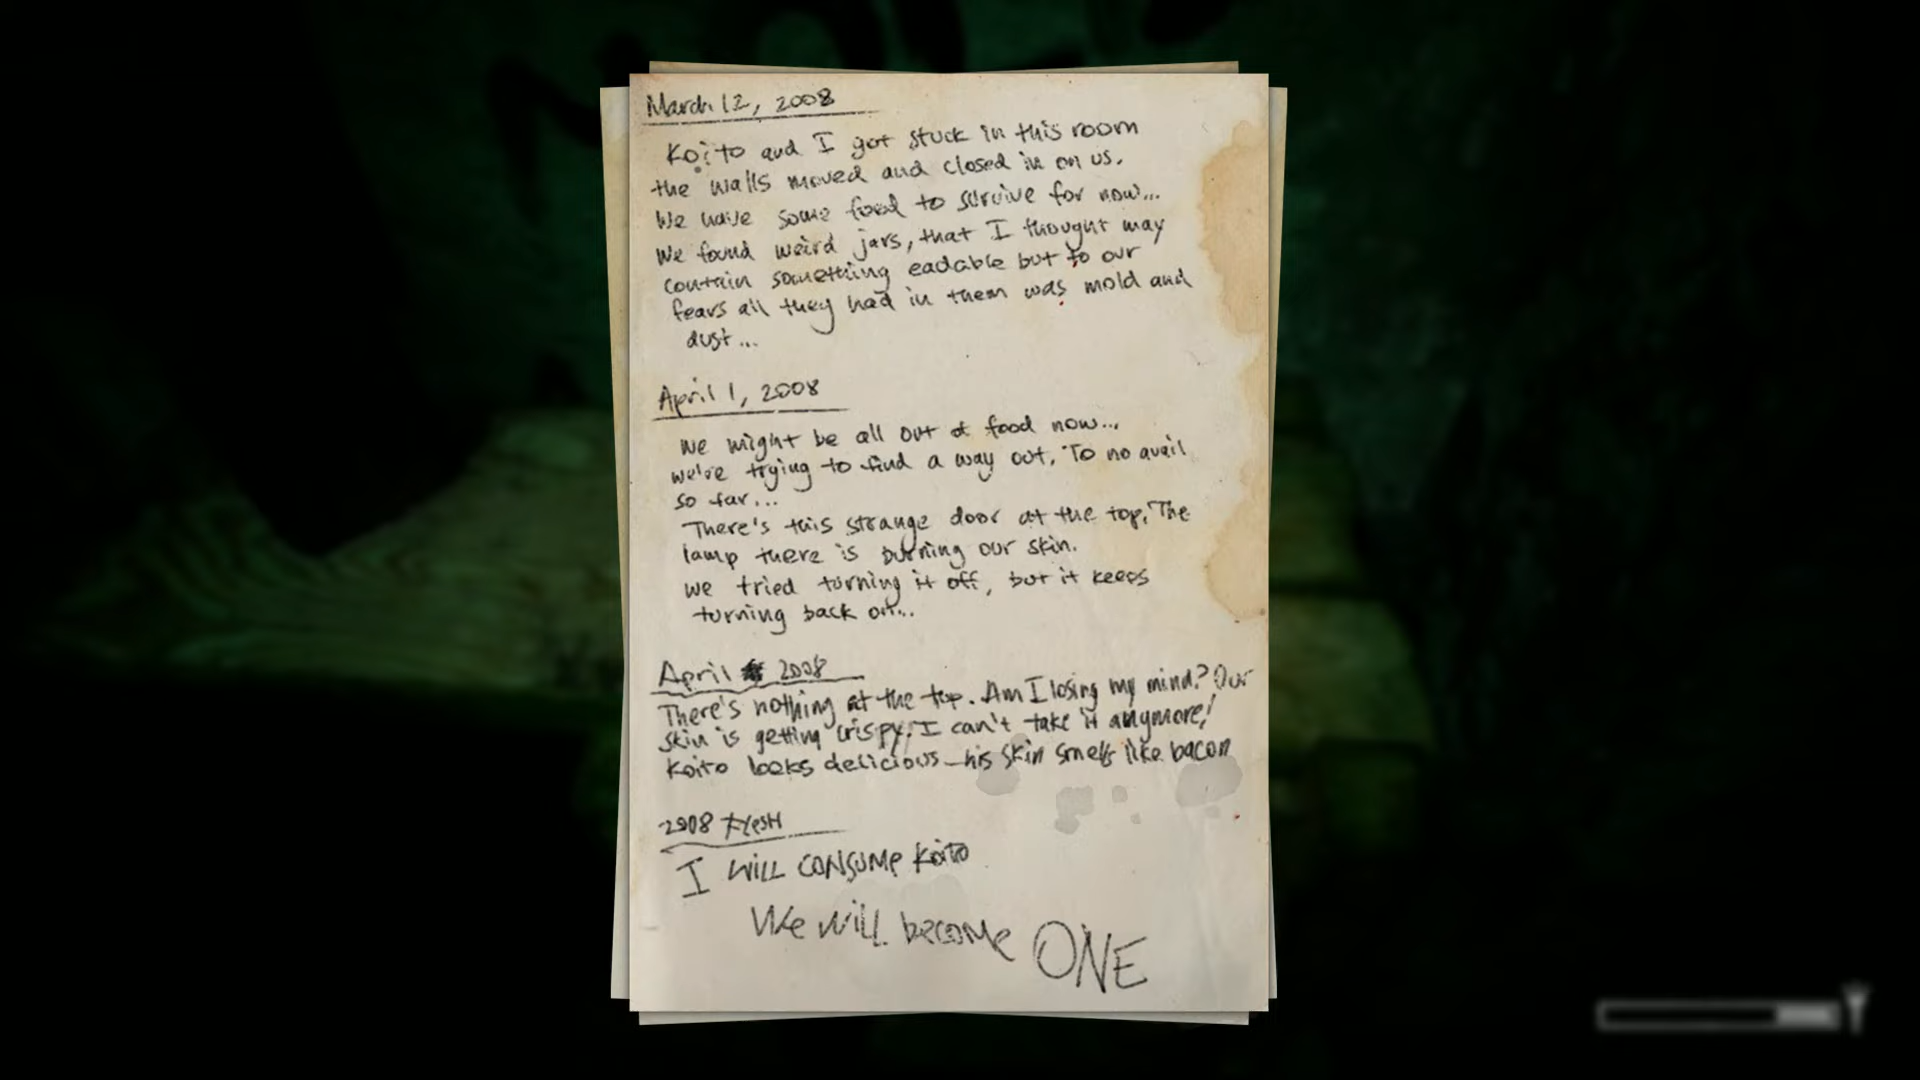 March 12, 2008
Koito and I got stuck in this room
the walls moved and closed in on us.
We have some food to survive for now...
We found weird jars, that I thought may
contain something eadable but to our
fears all they had in them was mold and
dust...
April 1, 2008
We might be all out of food now...
we're trying to find a way out. To no avail
so far...
There's this strange door at the top. The
lamp there is burning our skin.
we tried turning it off, but it keeps
turning back on...
April 2008
There's nothing at the top. Am I losing my mind? Our
skin is getting crispy. I can't take it anymore!
Koito looks delicious - his skin smells like bacon
2008
I WILL CONSUME Koito
We will become ONE